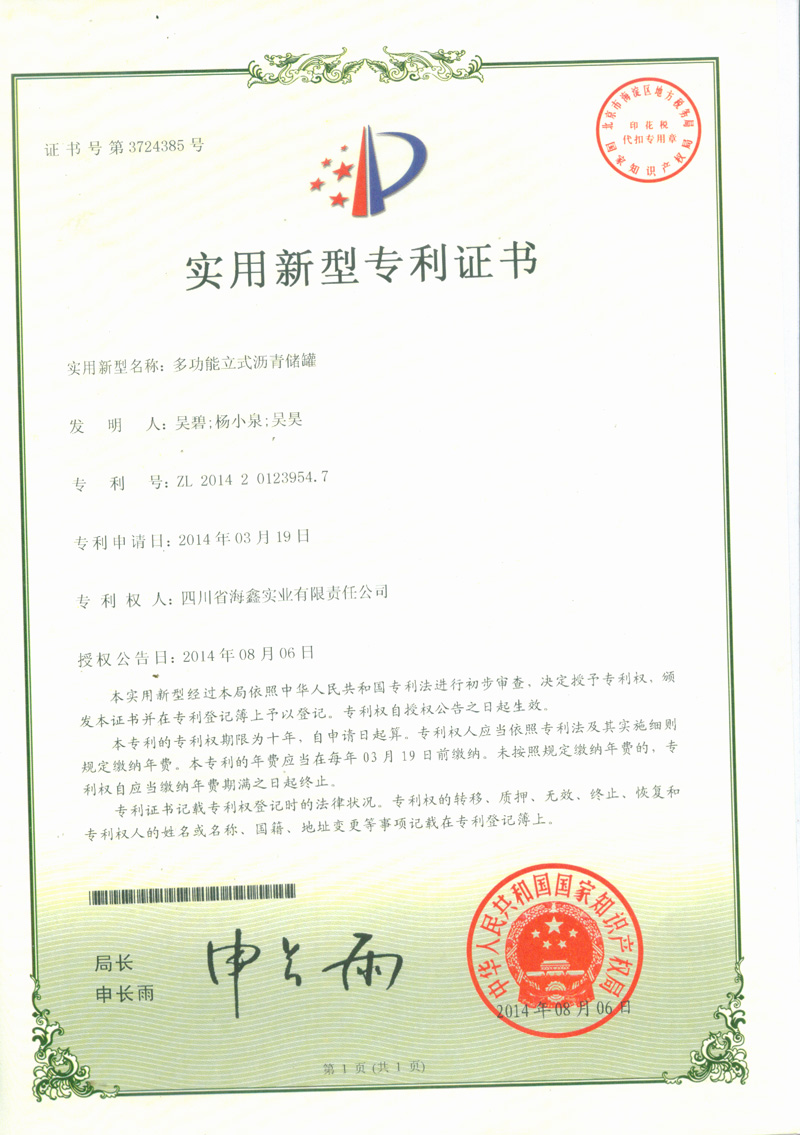 证书号第3724385号
北京市海淀区地方税务局
印花税
代扣专用章
国家知识产权局
实用新型专利证书
实用新型名称：多功能立式沥青储罐
发明人：吴碧;杨小泉;吴昊
专利号：ZL 2014 2 0123954.7
专利申请日：2014年03月19日
专利权人：四川省海鑫实业有限责任公司
授权公告日：2014年08月06日
本实用新型经过本局依照中华人民共和国专利法进行初步审查，决定授予专利权，颁
发本证书并在专利登记簿上予以登记。专利权自授权公告之日起生效。
本专利的专利权期限为十年，自申请日起算。专利权人应当依照专利法及其实施细则
规定缴纳年费。本专利的年费应当在每年03月19日前缴纳。未按照规定缴纳年费的，专
利权自应当缴纳年费期满之日起终止。
专利证书记载专利权登记时的法律状况。专利权的转移、质押、无效、终止、恢复和
专利权人的姓名或名称、国籍、地址变更等事项记载在专利登记簿上。
局长
申长雨
申长雨
中华人民共和国国家知识产权局
2014年08月06日
第1页(共1页)